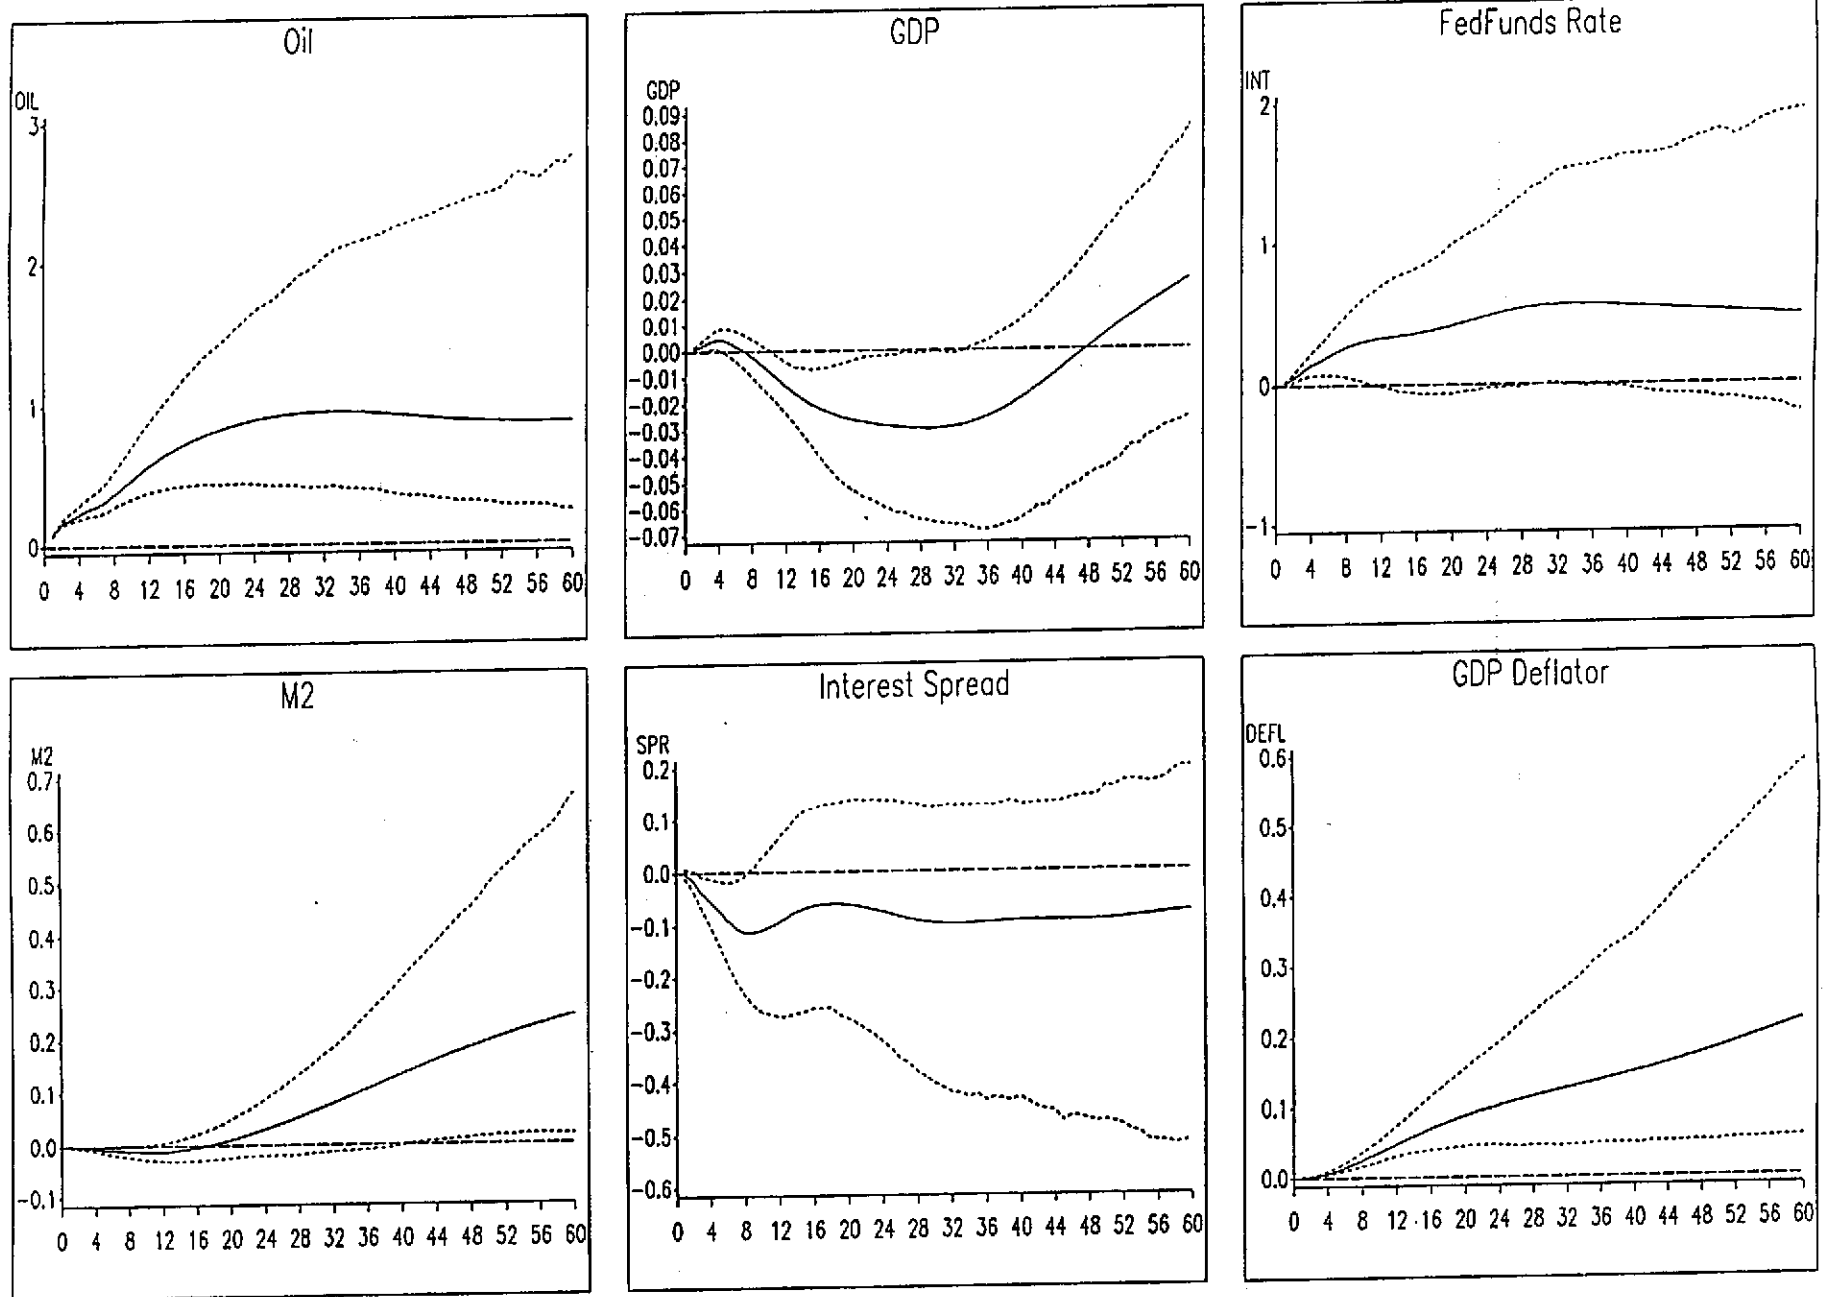 Oil
OIL
3
2
1
0
0 4 8 12 16 20 24 28 32 36 40 44 48 52 56 60
GDP
GDP
0.09
0.08
0.07
0.06
0.05
0.04
0.03
0.02
0.01
0.00
-0.01
-0.02
-0.03
-0.04
-0.05
-0.06
-0.07
0 4 8 12 16 20 24 28 32 36 40 44 48 52 56 60
FedFunds Rate
INT
2
1
0
-1
0 4 8 12 16 20 24 28 32 36 40 44 48 52 56 60
M2
M2
0.7
0.6
0.5
0.4
0.3
0.2
0.1
0.0
-0.1
0 4 8 12 16 20 24 28 32 36 40 44 48 52 56 60
Interest Spread
SPR
0.2
0.1
0.0
-0.1
-0.2
-0.3
-0.4
-0.5
-0.6
0 4 8 12 16 20 24 28 32 36 40 44 48 52 56 60
GDP Deflator
DEFL
0.6
0.5
0.4
0.3
0.2
0.1
0.0
0 4 8 12 16 20 24 28 32 36 40 44 48 52 56 60